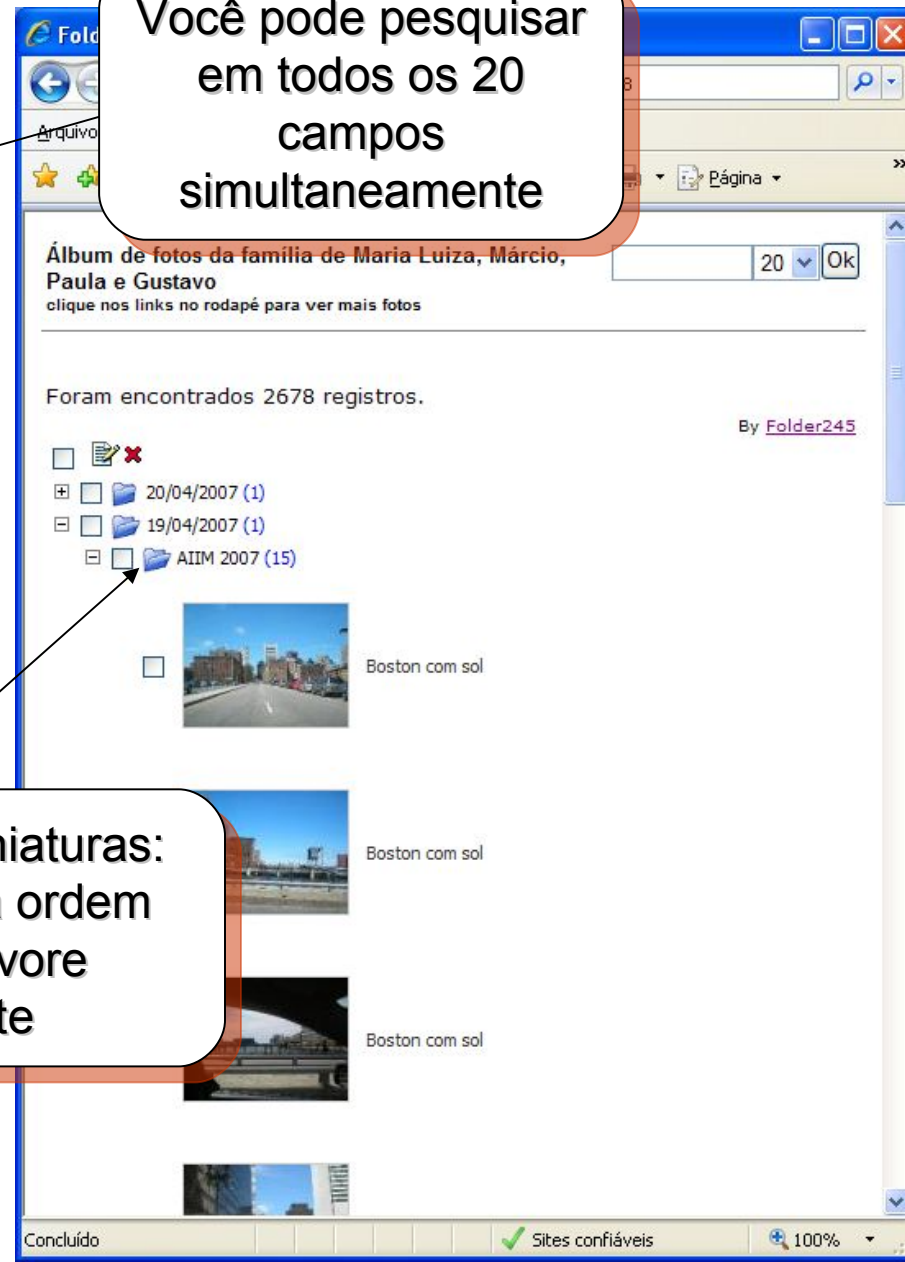 Você pode pesquisar
em todos os 20
campos
simultaneamente
Fold
Arquivo
Página
Álbum de fotos da família de Maria Luiza, Márcio,
Paula e Gustavo
clique nos links no rodapé para ver mais fotos
20
Ok
Foram encontrados 2678 registros.
By Folder245
20/04/2007 (1)
19/04/2007 (1)
AIIM 2007 (15)
Boston com sol
niaturas:
ordem
vore
te
Boston com sol
Boston com sol
Concluído
Sites confiáveis
100%